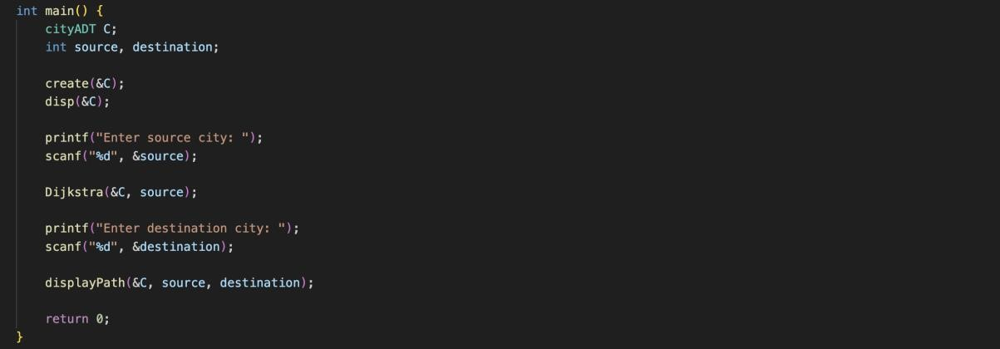 int main() {
    cityADT C;
    int source, destination;

    create(&C);
    disp(&C);

    printf("Enter source city: ");
    scanf("%d", &source);

    Dijkstra(&C, source);

    printf("Enter destination city: ");
    scanf("%d", &destination);

    displayPath(&C, source, destination);

    return 0;
}